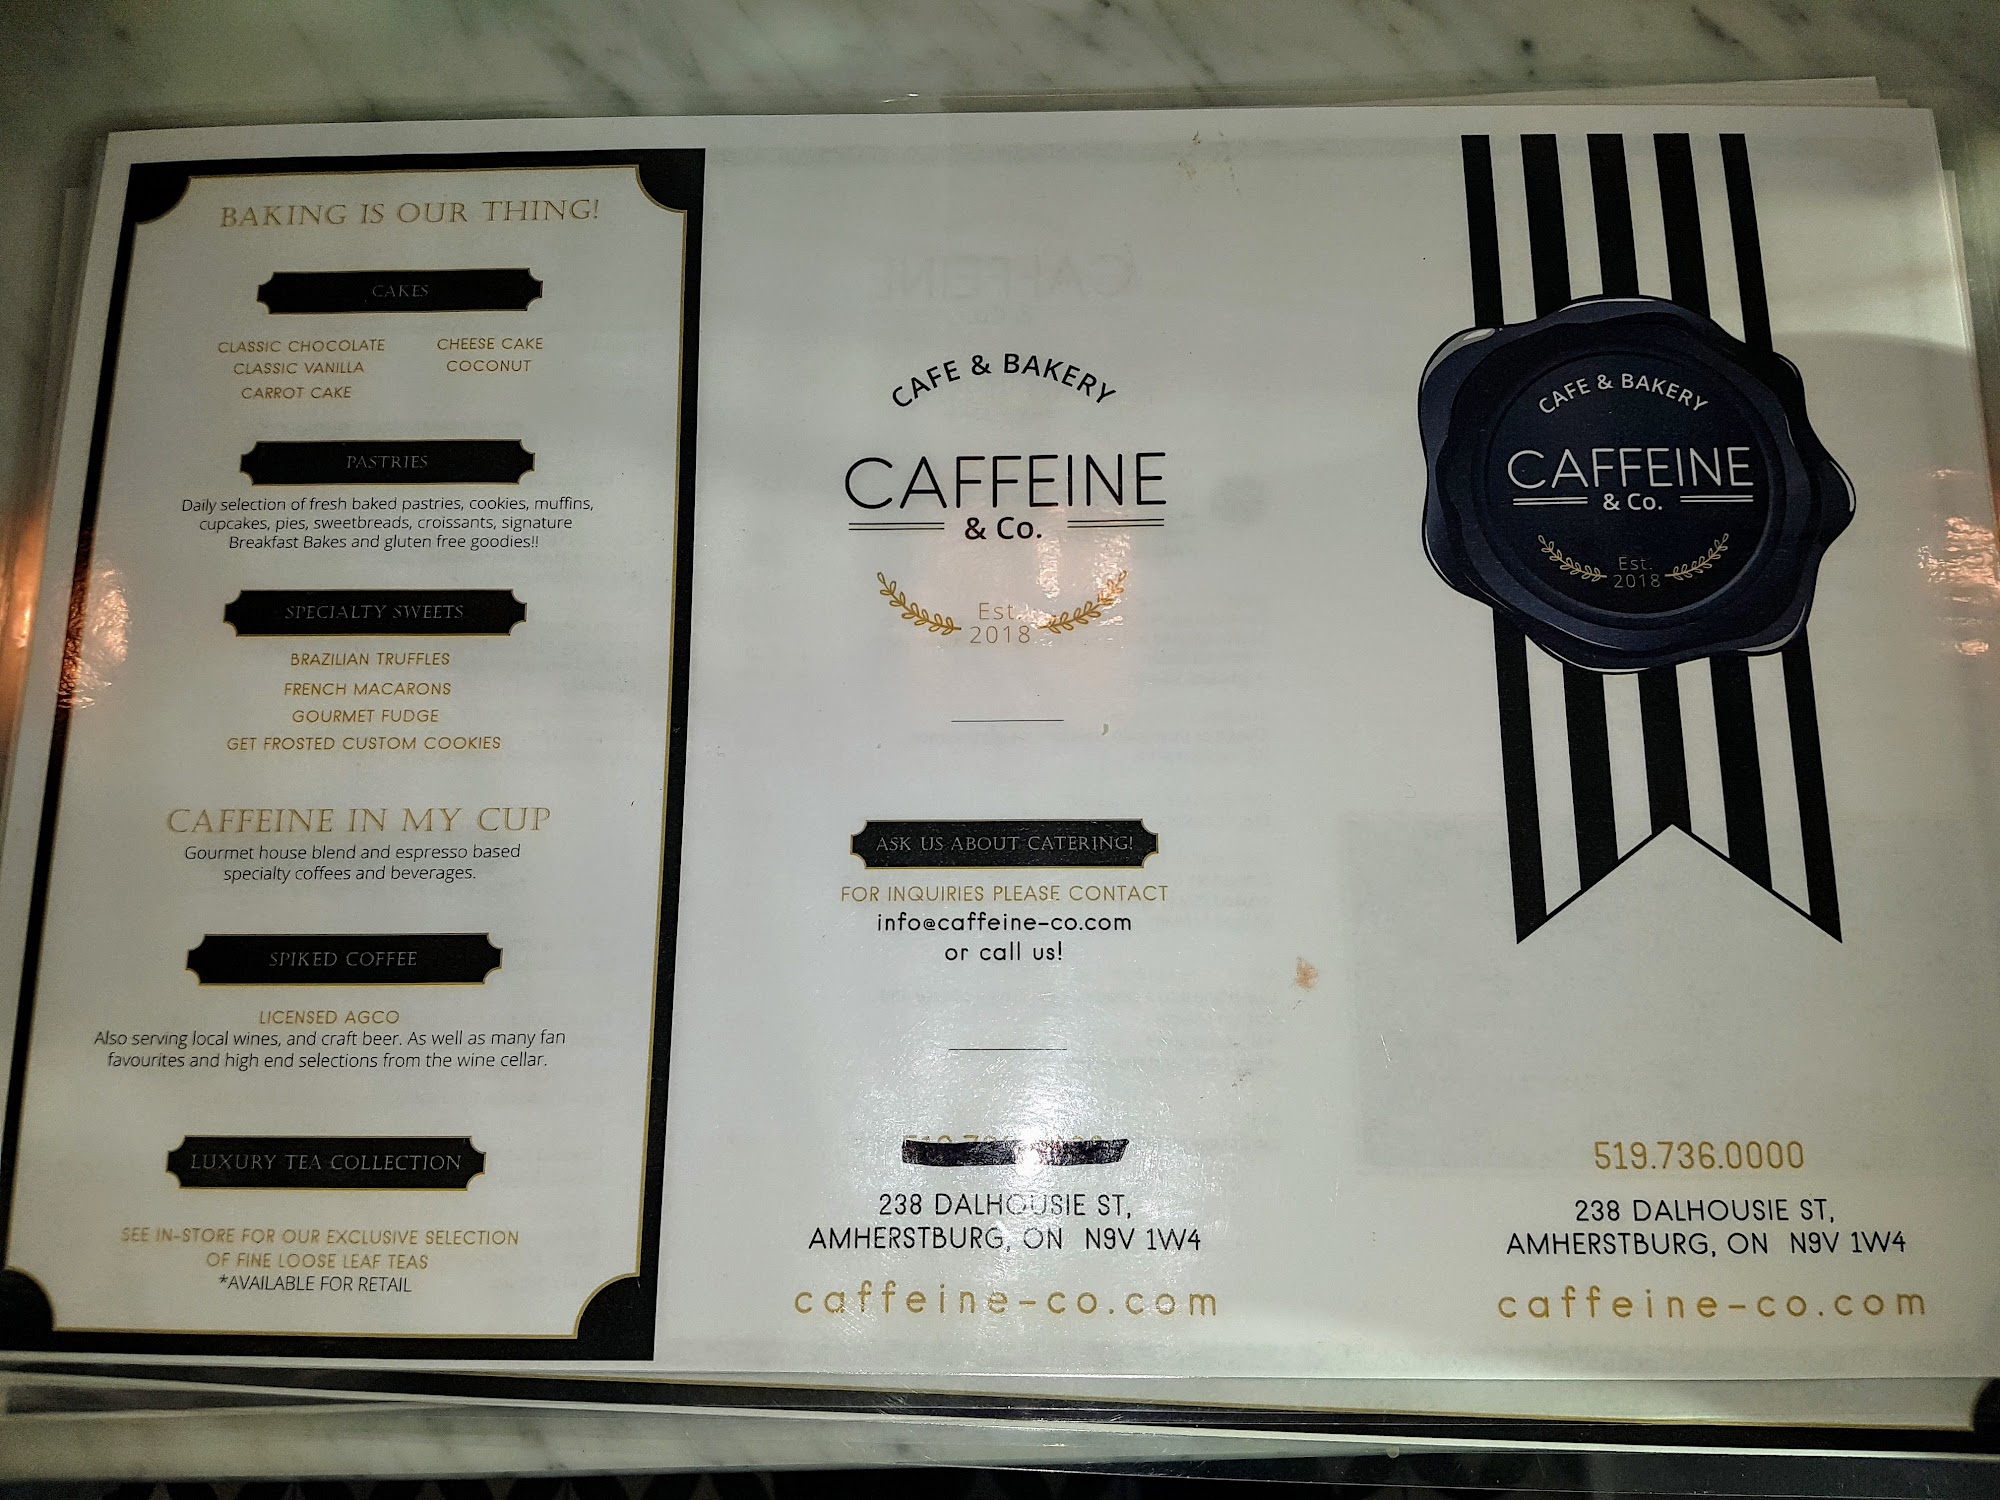 BAKING IS OUR THING!
CAKES
CLASSIC CHOCOLATE
CLASSIC VANILLA
CARROT CAKE
CHEESE CAKE
COCONUT
PASTRIES
Daily selection of fresh baked pastries, cookies, muffins,
cupcakes, pies, sweetbreads, croissants, signature
Breakfast Bakes and gluten free goodies!!
SPECIALTY SWEETS
BRAZILIAN TRUFFLES
FRENCH MACARONS
GOURMET FUDGE
GET FROSTED CUSTOM COOKIES
CAFFEINE IN MY CUP
Gourmet house blend and espresso based
specialty coffees and beverages.
SPIKED COFFEE
LICENSED AGCO
Also serving local wines, and craft beer. As well as many fan
favourites and high end selections from the wine cellar.
LUXURY TEA COLLECTION
SEE IN-STORE FOR OUR EXCLUSIVE SELECTION
OF FINE LOOSE LEAF TEAS
*AVAILABLE FOR RETAIL
CAFE & BAKERY
CAFFEINE
& Co.
Est.
2018
ASK US ABOUT CATERING!
FOR INQUIRIES PLEASE CONTACT
info@caffeine-co.com
or call us!
238 DALHOUSIE ST,
AMHERSTBURG, ON N9V 1W4
caffeine-co.com
CAFE & BAKERY
CAFFEINE
& Co.
Est.
2018
519.736.0000
238 DALHOUSIE ST,
AMHERSTBURG, ON N9V 1W4
caffeine-co.com